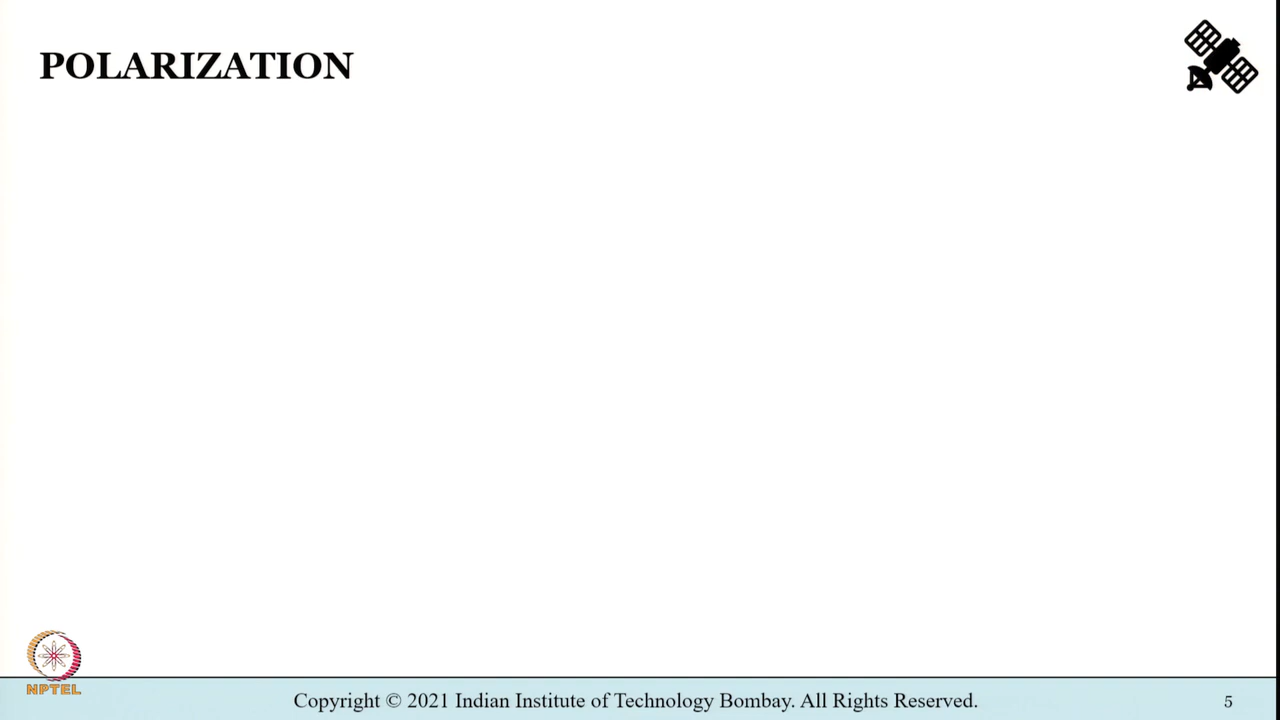 POLARIZATION
NPTEL
Copyright © 2021 Indian Institute of Technology Bombay. All Rights Reserved.
5